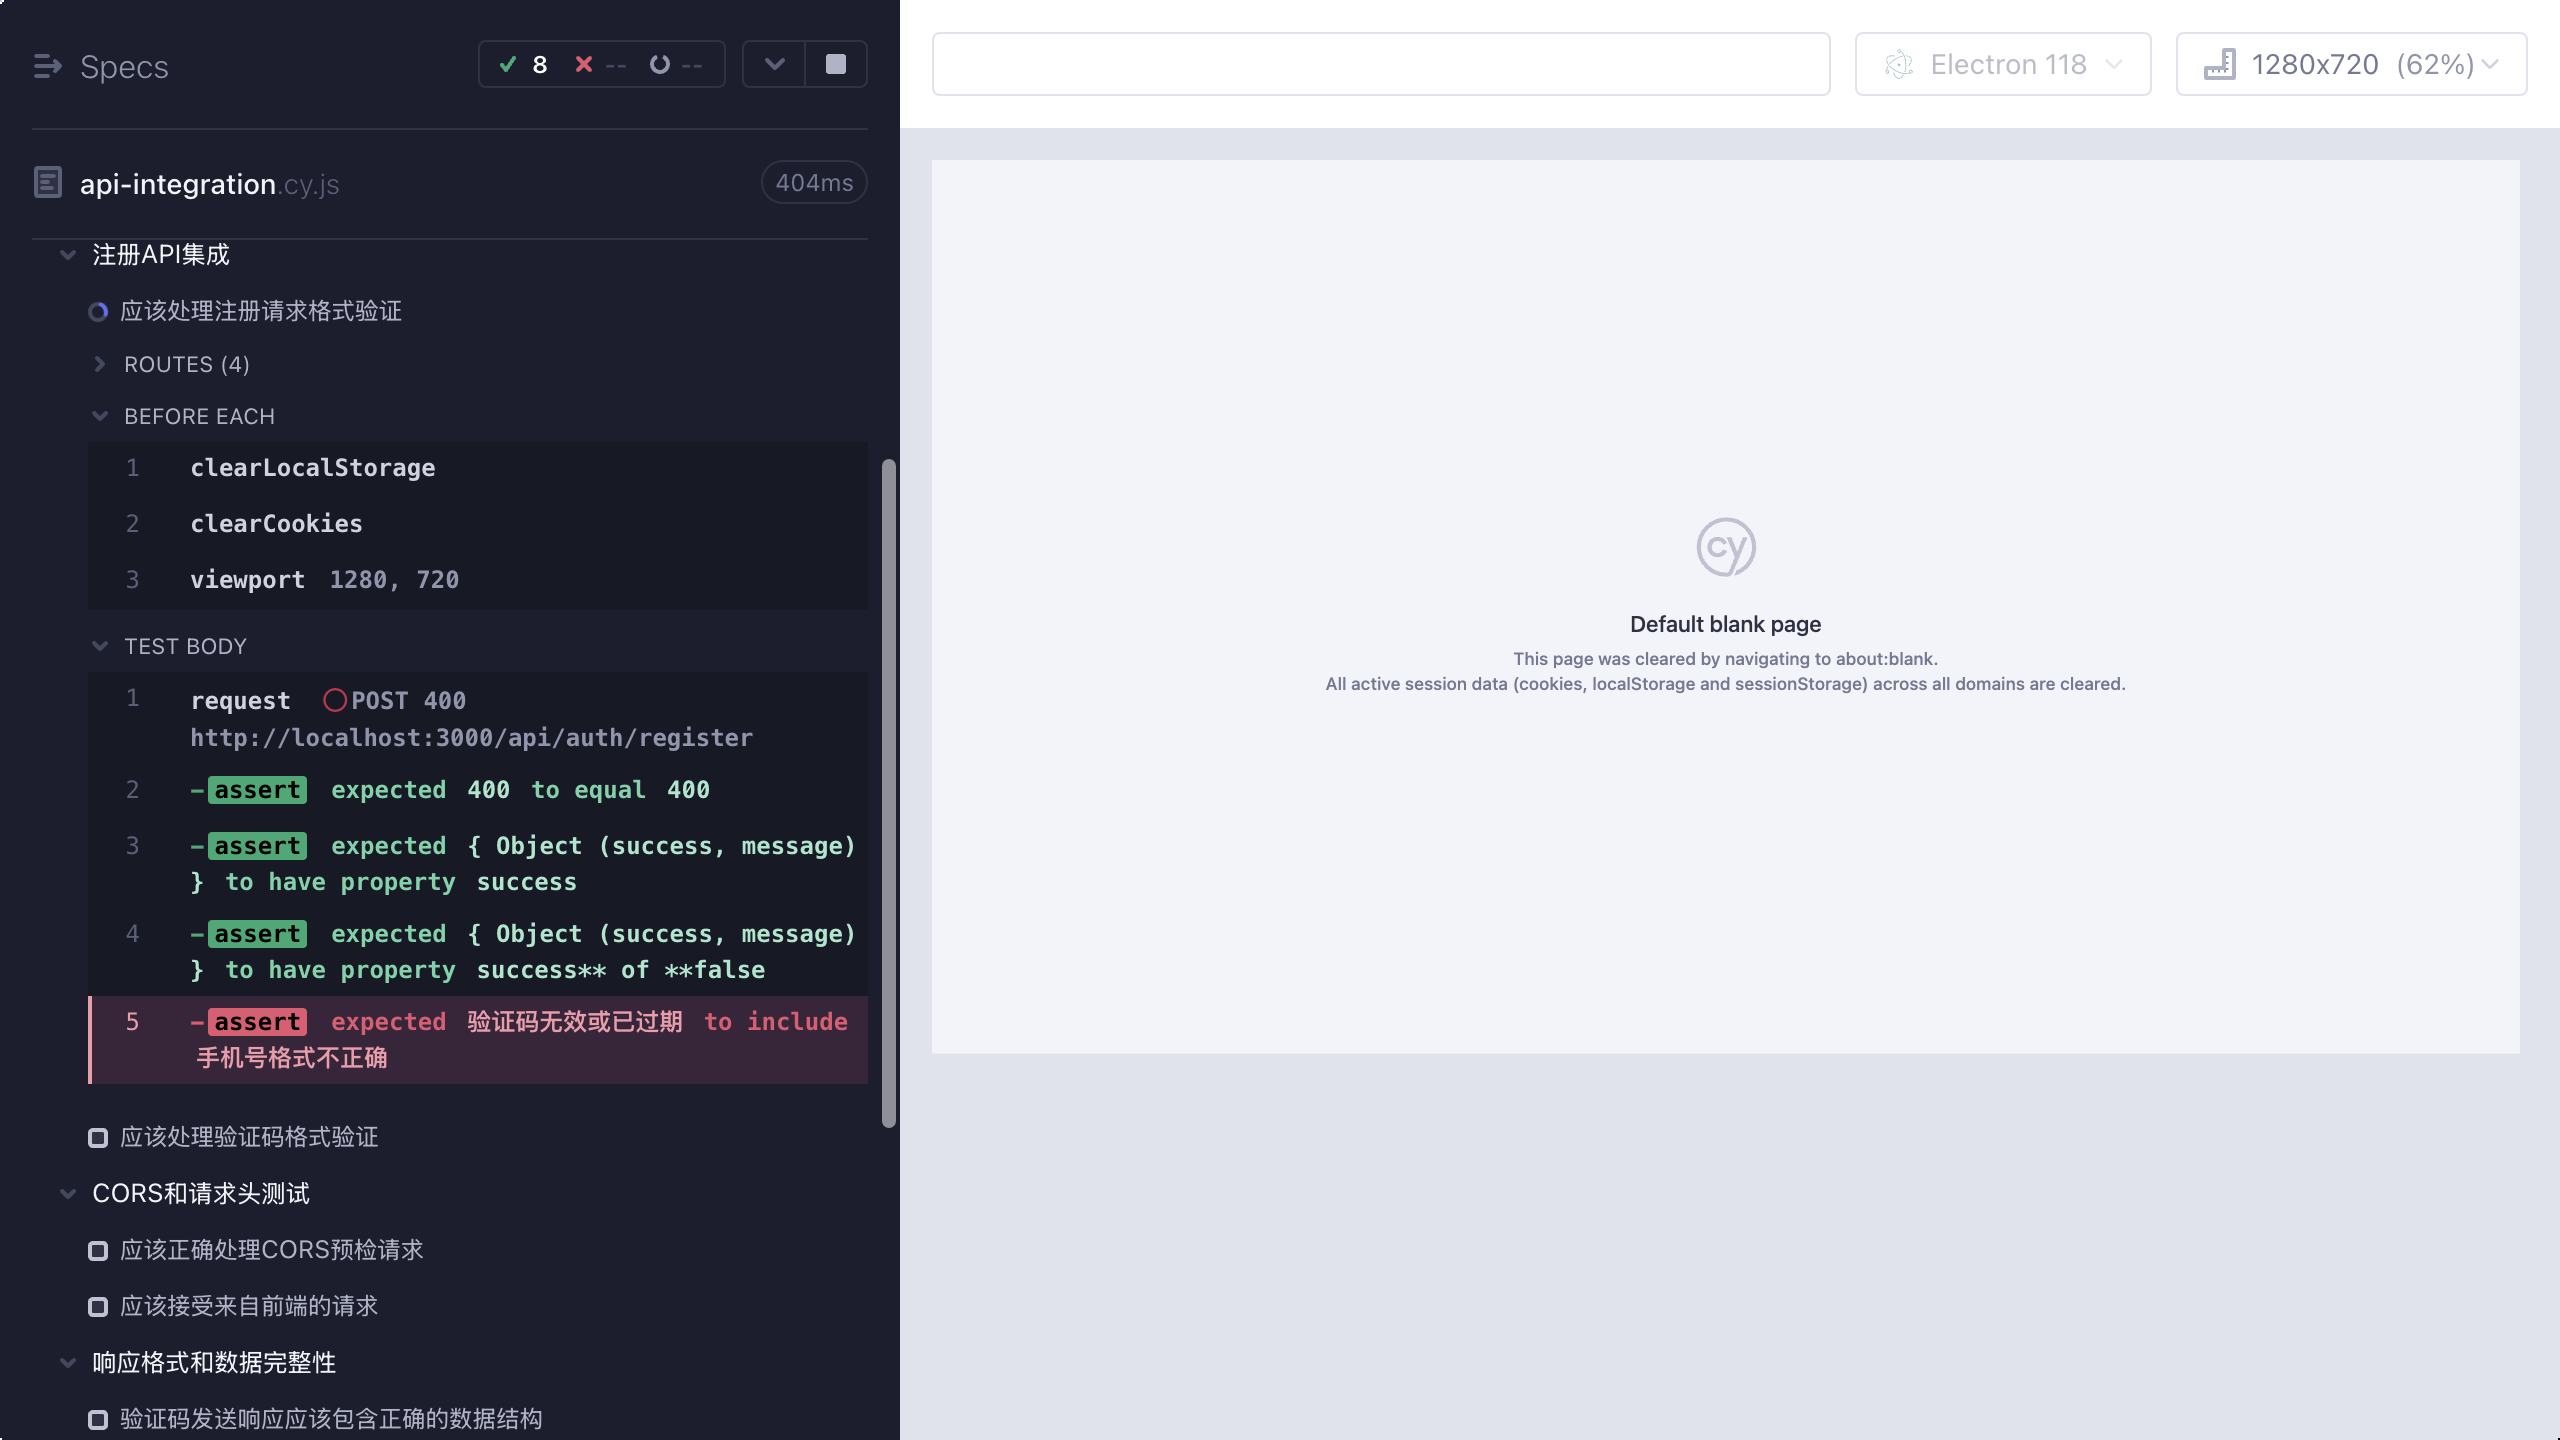 Specs
8 -- --
api-integration.cy.js
404ms
注册API集成
应该处理注册请求格式验证
ROUTES (4)
BEFORE EACH
1 clearLocalStorage
2 clearCookies
3 viewport 1280, 720
TEST BODY
1 request POST 400
http://localhost:3000/api/auth/register
2 -assert expected 400 to equal 400
3 -assert expected { Object (success, message)
} to have property success
4 -assert expected { Object (success, message)
} to have property success** of **false
5 -assert expected 验证码无效或已过期 to include
手机号格式不正确
应该处理验证码格式验证
CORS和请求头测试
应该正确处理CORS预检请求
应该接受来自前端的请求
响应格式和数据完整性
验证码发送响应应该包含正确的数据结构
Electron 118
1280x720 (62%)
cy
Default blank page
This page was cleared by navigating to about:blank.
All active session data (cookies, localStorage and sessionStorage) across all domains are cleared.